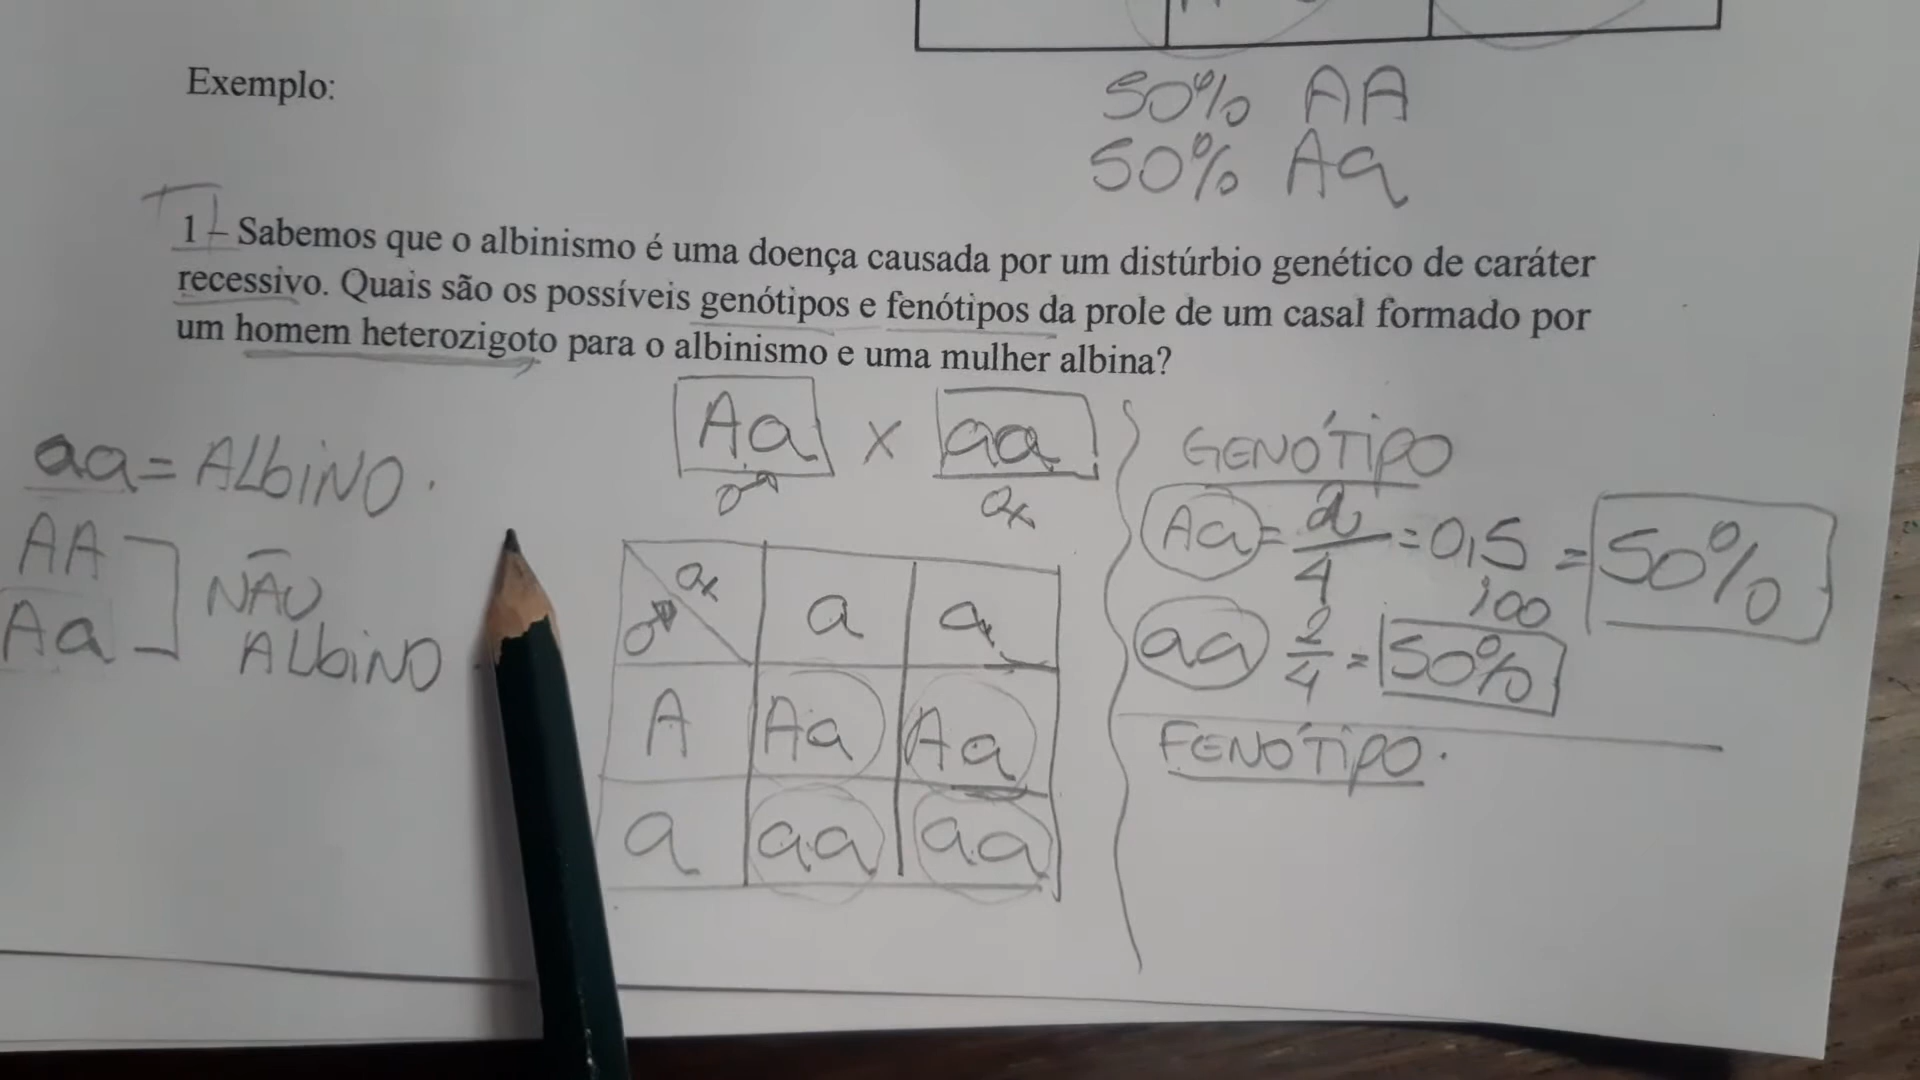 50% AA
50% Aa
Exemplo:
1 – Sabemos que o albinismo é uma doença causada por um distúrbio genético de caráter
recessivo. Quais são os possíveis genótipos e fenótipos da prole de um casal formado por
um homem heterozigoto para o albinismo e uma mulher albina?
aa = ALbiNO.
AA
Aa
NÃO
ALbiNO
Aa X aa
♂ ♀
♀
♂
a a
A Aa Aa
a aa aa
GENÓTIPO
Aa = 2/4 = 0,5 = 50%
100
aa 2/4 = 50%
FENÓTIPO.